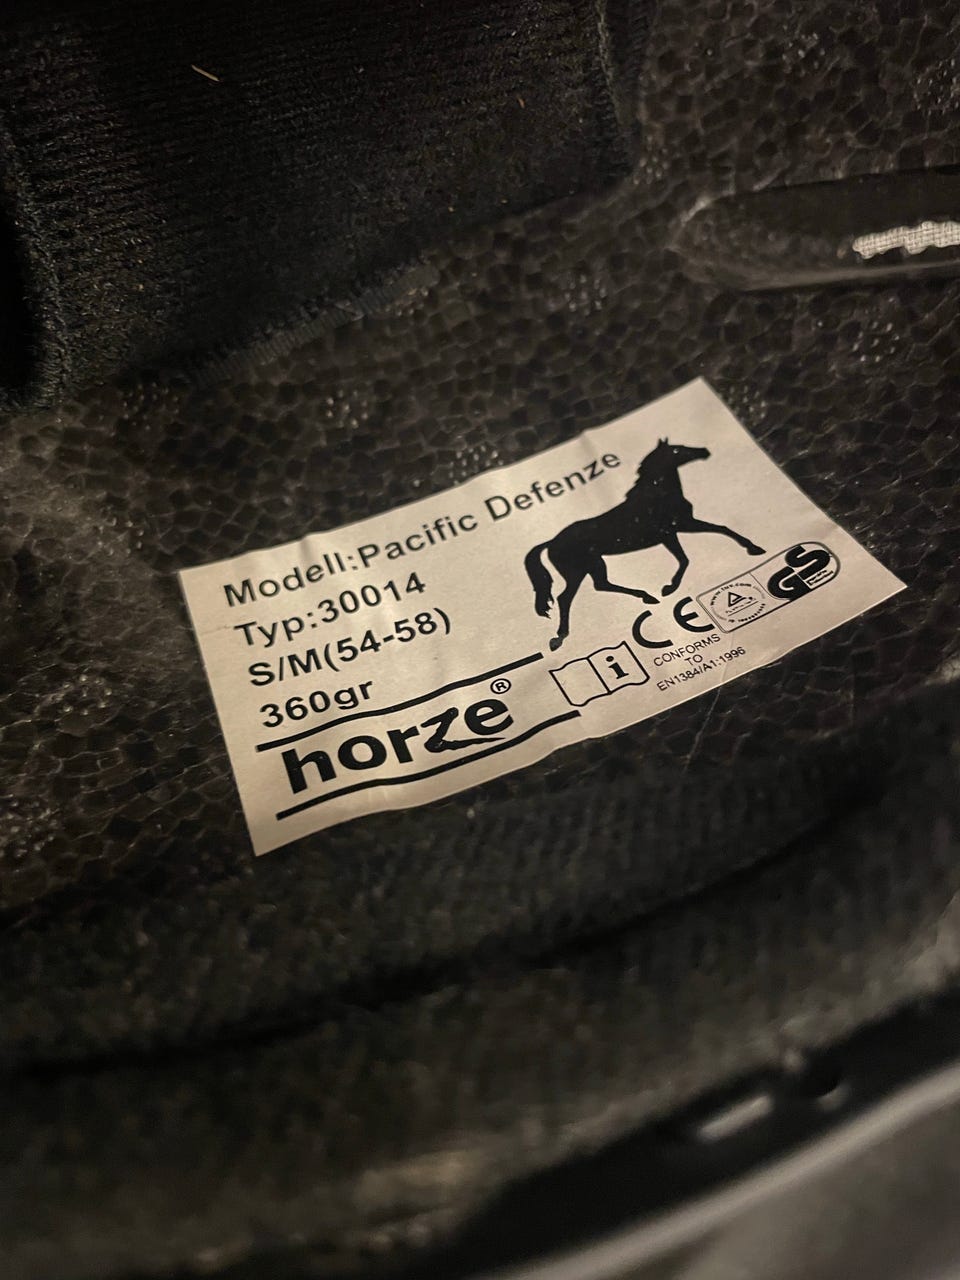 Modell:Pacific Defenze
Typ:30014
S/M(54-58)
360gr
horze®
i
CE
GS
CONFORMS
TO
EN1384/A1:1996